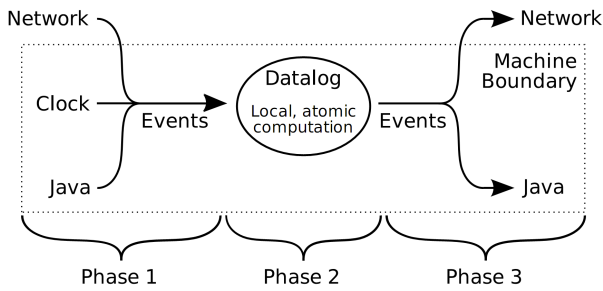 Network
Network
Machine
Boundary
Datalog
Clock
Local, atomic
computation
Events
Events
Java
Java
Phase 1
Phase 2
Phase 3